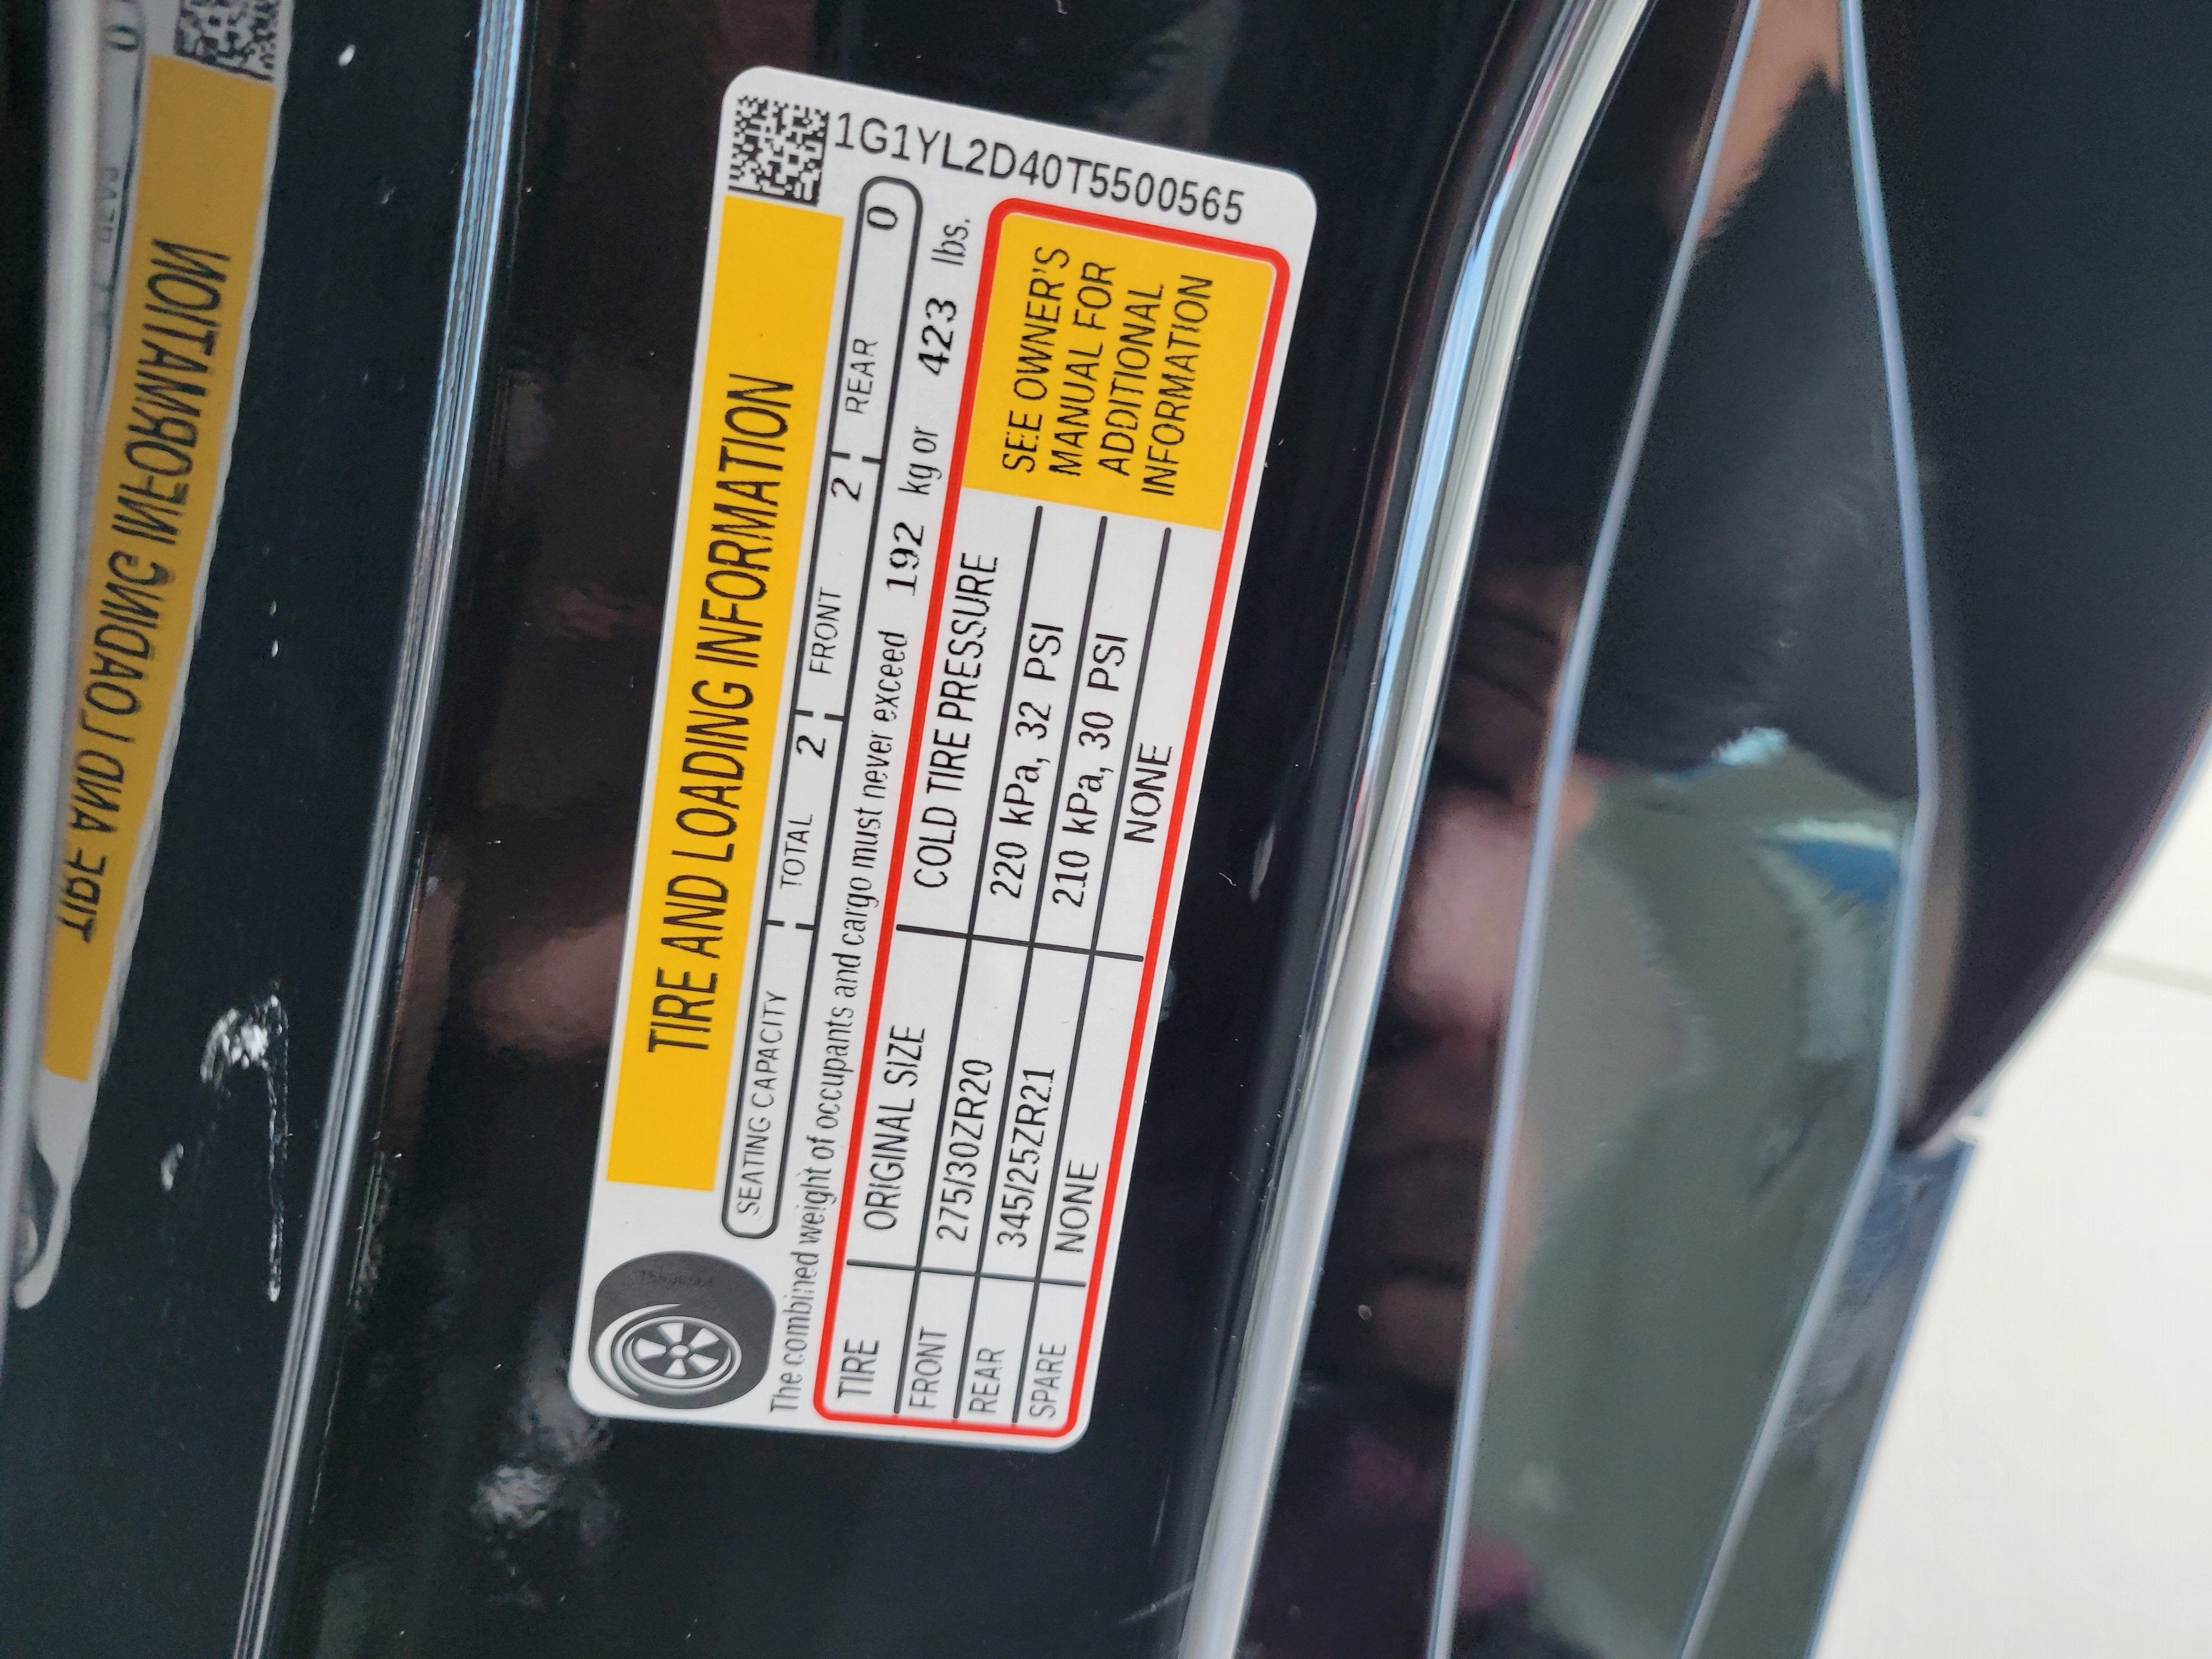 TIRE AND LOADING INFORMATION
SEATING CAPACITY TOTAL 2 FRONT 2 REAR 0
The combined weight of occupants and cargo must never exceed 192 kg or 423 lbs.
TIRE ORIGINAL SIZE COLD TIRE PRESSURE
FRONT 275/30ZR20 220 kPa, 32 PSI
REAR 345/25ZR21 210 kPa, 30 PSI
SPARE NONE NONE
SEE OWNER'S
MANUAL FOR
ADDITIONAL
INFORMATION
1G1YL2D40T5500565
TIRE AND LOADING INFORMATION
REAR 0